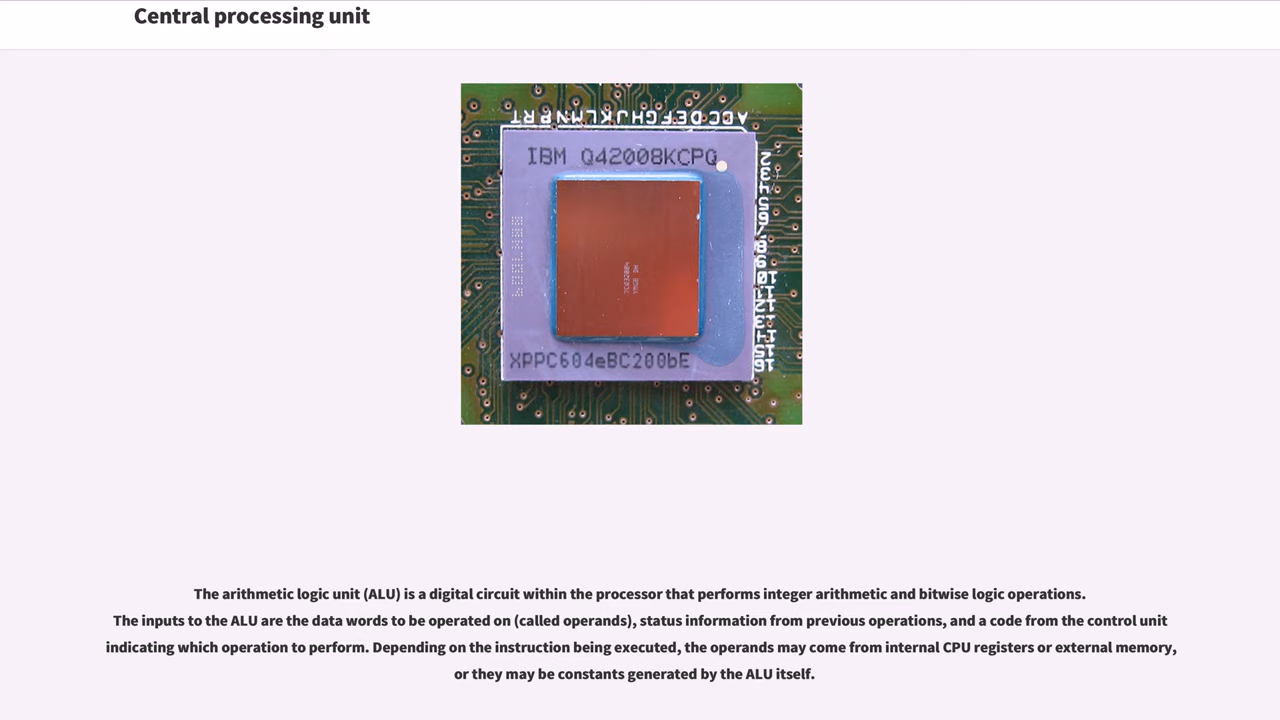 Central processing unit
IBM Q42008KCPQ
XPPC604eBC200bE
The arithmetic logic unit (ALU) is a digital circuit within the processor that performs integer arithmetic and bitwise logic operations.
The inputs to the ALU are the data words to be operated on (called operands), status information from previous operations, and a code from the control unit
indicating which operation to perform. Depending on the instruction being executed, the operands may come from internal CPU registers or external memory,
or they may be constants generated by the ALU itself.